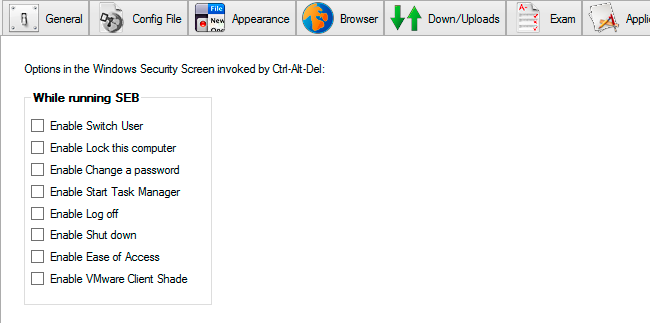 General Config File Appearance Browser Down/Uploads Exam Appli
File
New
Options in the Windows Security Screen invoked by Ctrl-Alt-Del:
While running SEB
Enable Switch User
Enable Lock this computer
Enable Change a password
Enable Start Task Manager
Enable Log off
Enable Shut down
Enable Ease of Access
Enable VMware Client Shade